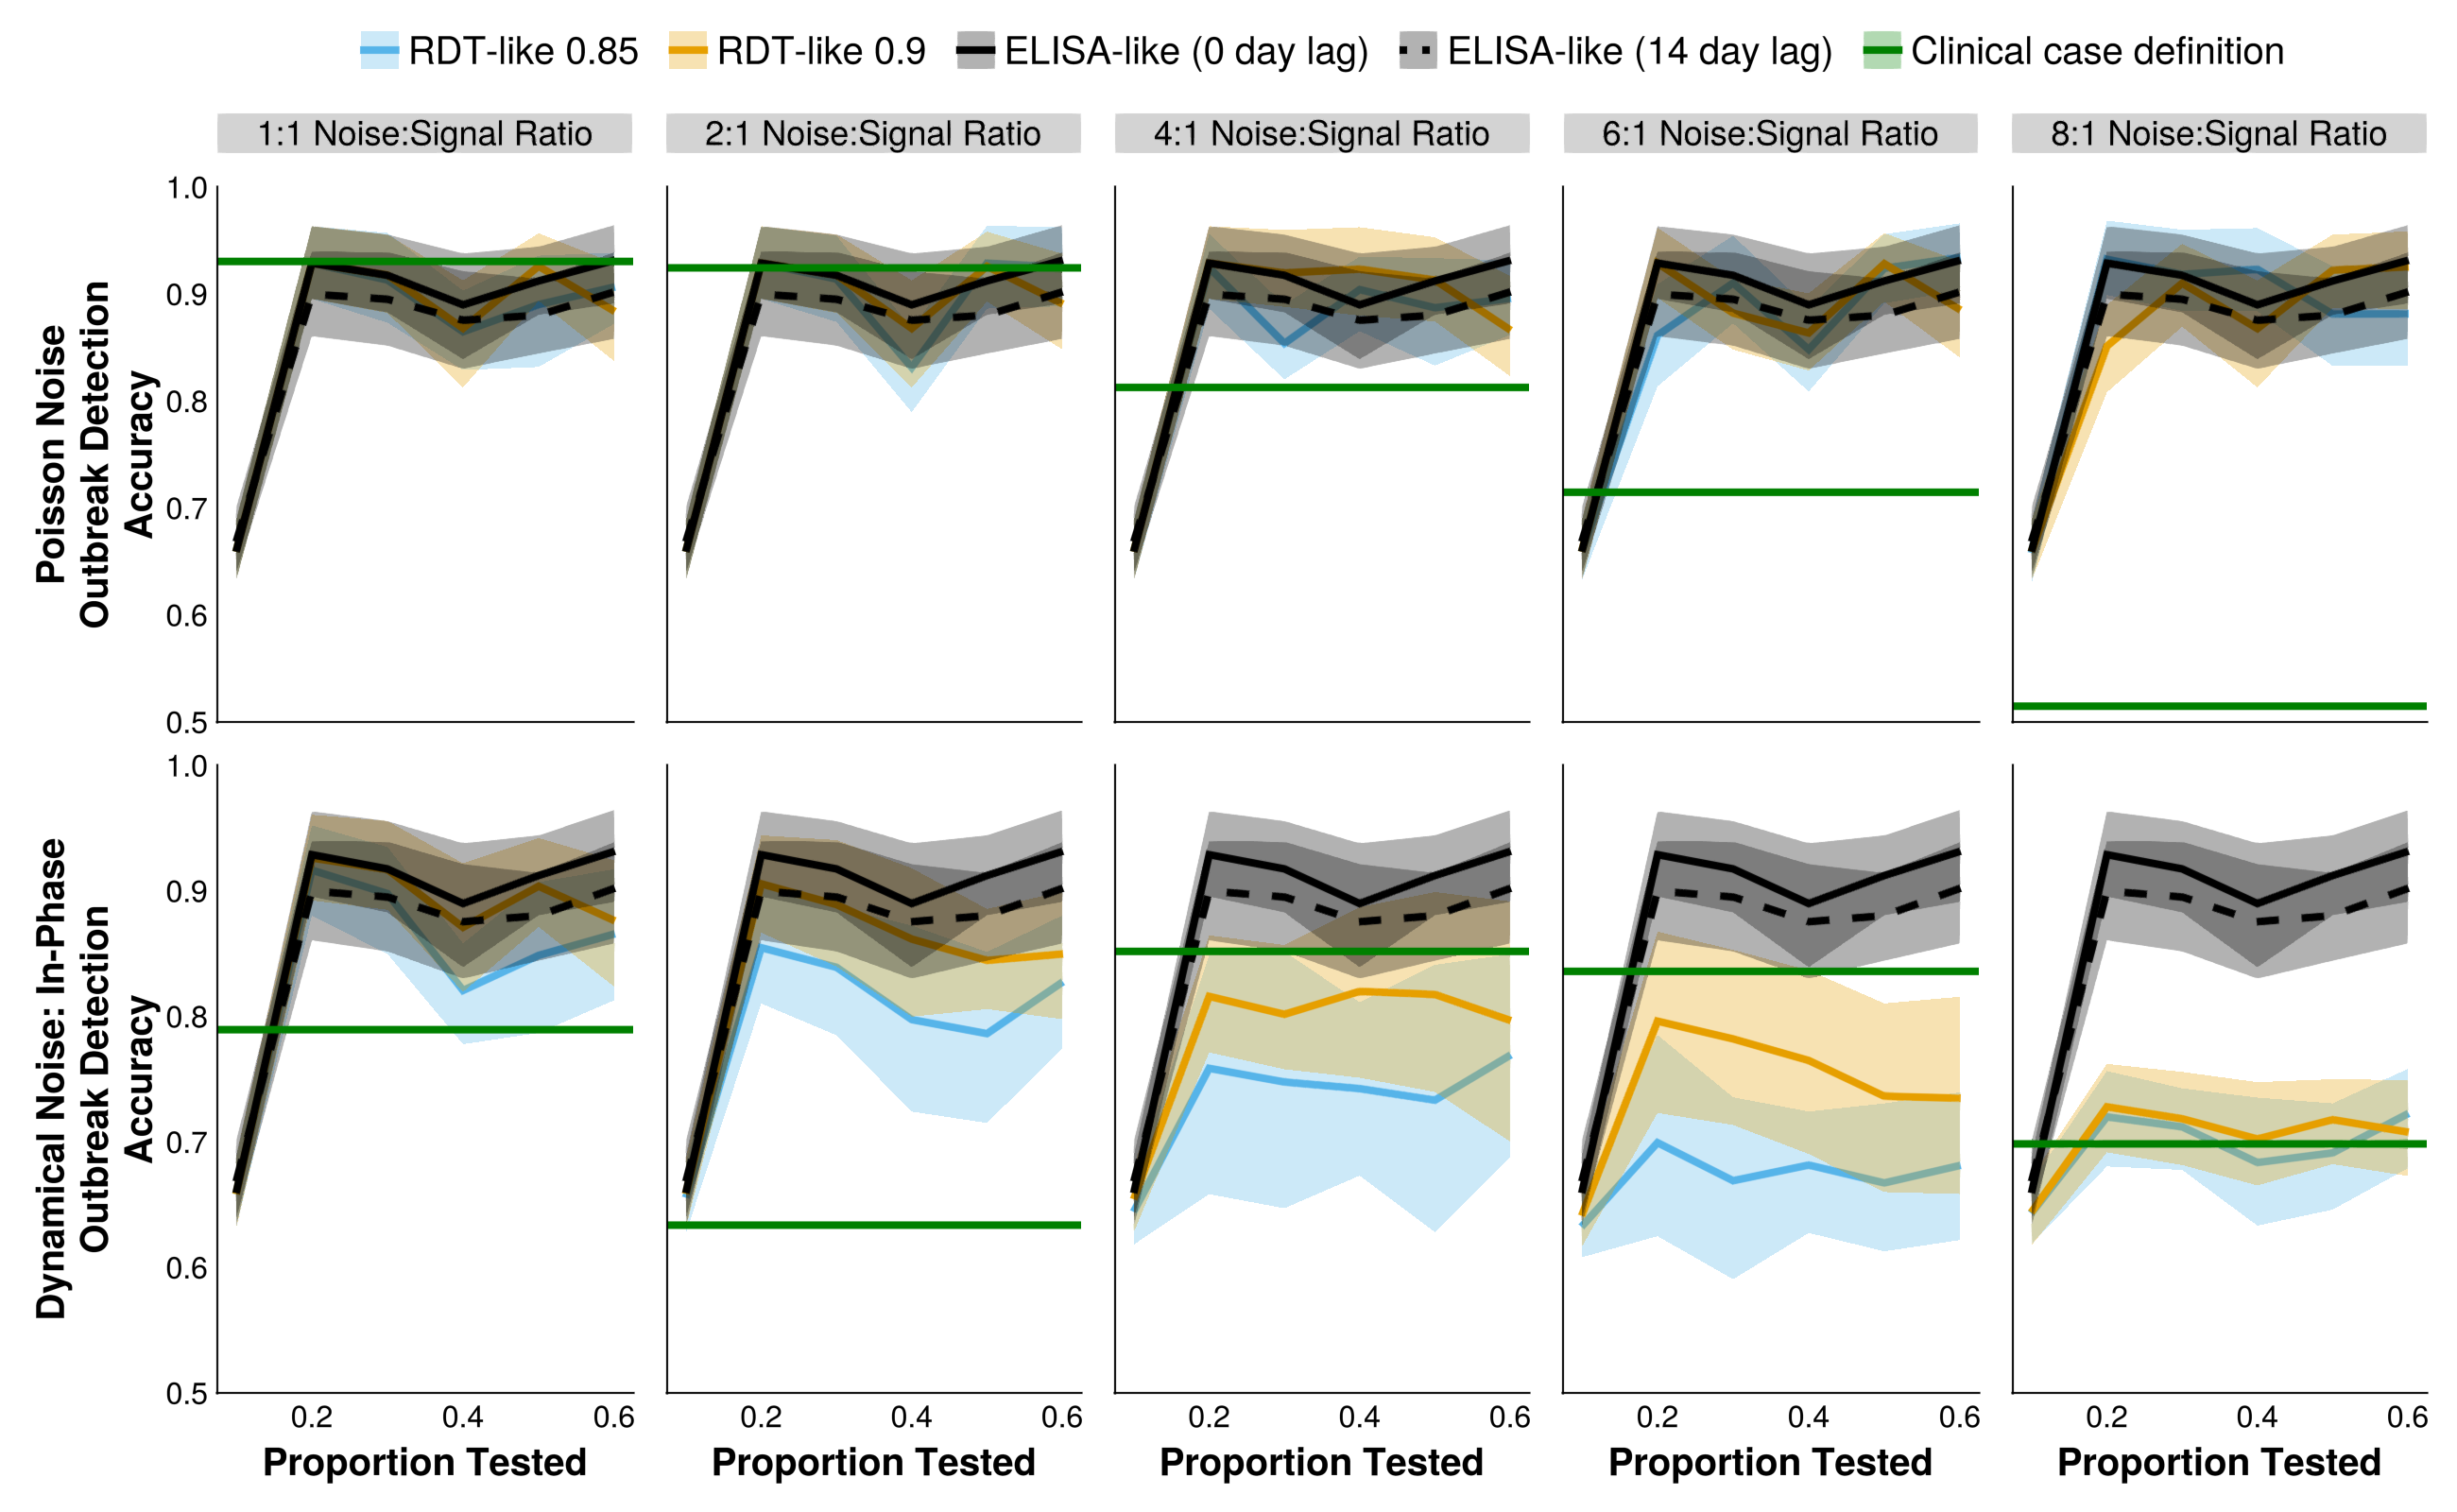 RDT-like 0.85 RDT-like 0.9 ELISA-like (0 day lag) ELISA-like (14 day lag) Clinical case definition
1:1 Noise:Signal Ratio 2:1 Noise:Signal Ratio 4:1 Noise:Signal Ratio 6:1 Noise:Signal Ratio 8:1 Noise:Signal Ratio
Poisson Noise
Outbreak Detection
Accuracy
1.0
0.9
0.8
0.7
0.6
0.5
Dynamical Noise: In-Phase
Outbreak Detection
Accuracy
1.0
0.9
0.8
0.7
0.6
0.5
0.2 0.4 0.6 0.2 0.4 0.6 0.2 0.4 0.6 0.2 0.4 0.6 0.2 0.4 0.6
Proportion Tested Proportion Tested Proportion Tested Proportion Tested Proportion Tested